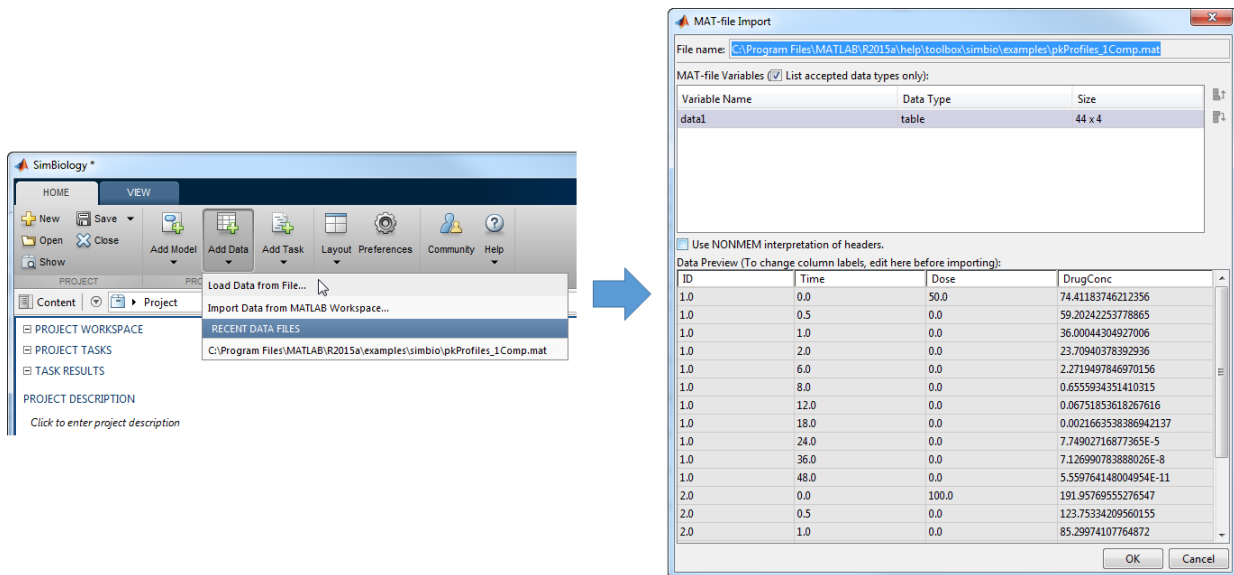 SimBiology *
HOME VIEW
New Save
Open Close
Show
Add Model Add Data Add Task Layout Preferences Community Help
PROJECT PRO
Load Data from File...
Import Data from MATLAB Workspace...
RECENT DATA FILES
C:\Program Files\MATLAB\R2015a\examples\simbio\pkProfiles_1Comp.mat
Content Project
PROJECT WORKSPACE
PROJECT TASKS
TASK RESULTS
PROJECT DESCRIPTION
Click to enter project description
MAT-file Import
File name: C:\Program Files\MATLAB\R2015a\help\toolbox\simbio\examples\pkProfiles_1Comp.mat
MAT-file Variables ( List accepted data types only):
Variable Name Data Type Size
data1 table 44 x 4
Use NONMEM interpretation of headers.
Data Preview (To change column labels, edit here before importing):
ID Time Dose DrugConc
1.0 0.0 50.0 74.41183746212356
1.0 0.5 0.0 59.20242253778865
1.0 1.0 0.0 36.00044304927006
1.0 2.0 0.0 23.70940378392936
1.0 6.0 0.0 2.2719497846970156
1.0 8.0 0.0 0.6555934351410315
1.0 12.0 0.0 0.06751853618267616
1.0 18.0 0.0 0.0021663538386942137
1.0 24.0 0.0 7.74902716877365E-5
1.0 36.0 0.0 7.126990783888026E-8
1.0 48.0 0.0 5.559764148004954E-11
2.0 0.0 100.0 191.95769555276547
2.0 0.5 0.0 123.75334209560155
2.0 1.0 0.0 85.29974107764872
OK Cancel